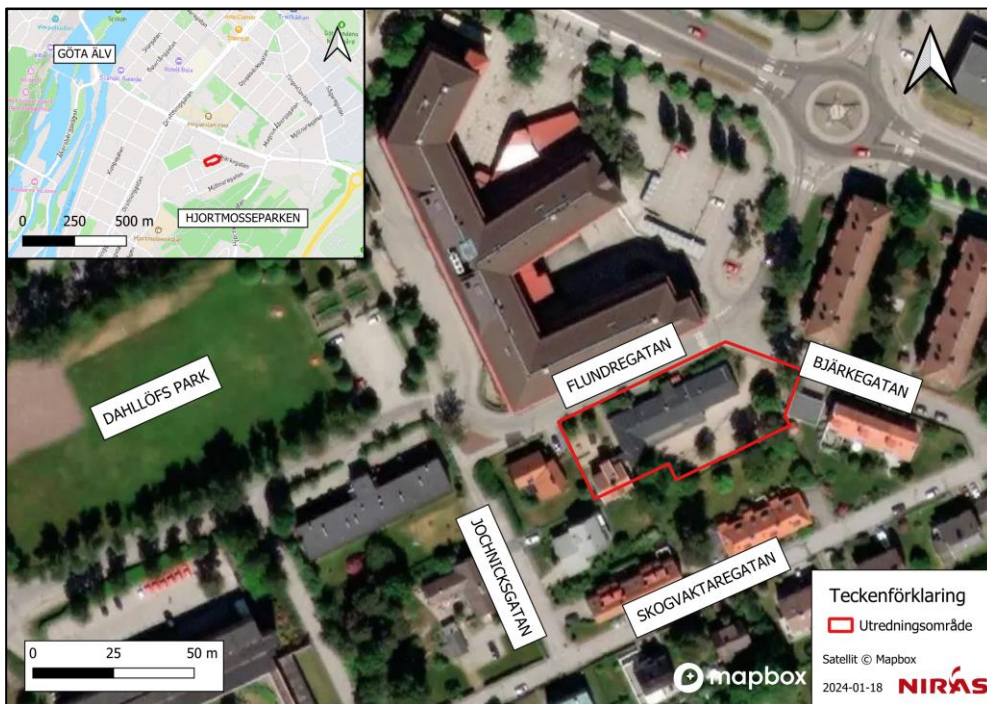 GÖTA ÄLV
HJORTMOSSEPARKEN
0 250 500 m
DAHLLÖFS PARK
FLUNDREGATAN
BJÄRKEGATAN
JOCHNICKSGATAN
SKOGVAKTAREGATAN
0 25 50 m
mapbox
Teckenförklaring
Utredningsområde
Satellit © Mapbox
2024-01-18
NIRAS